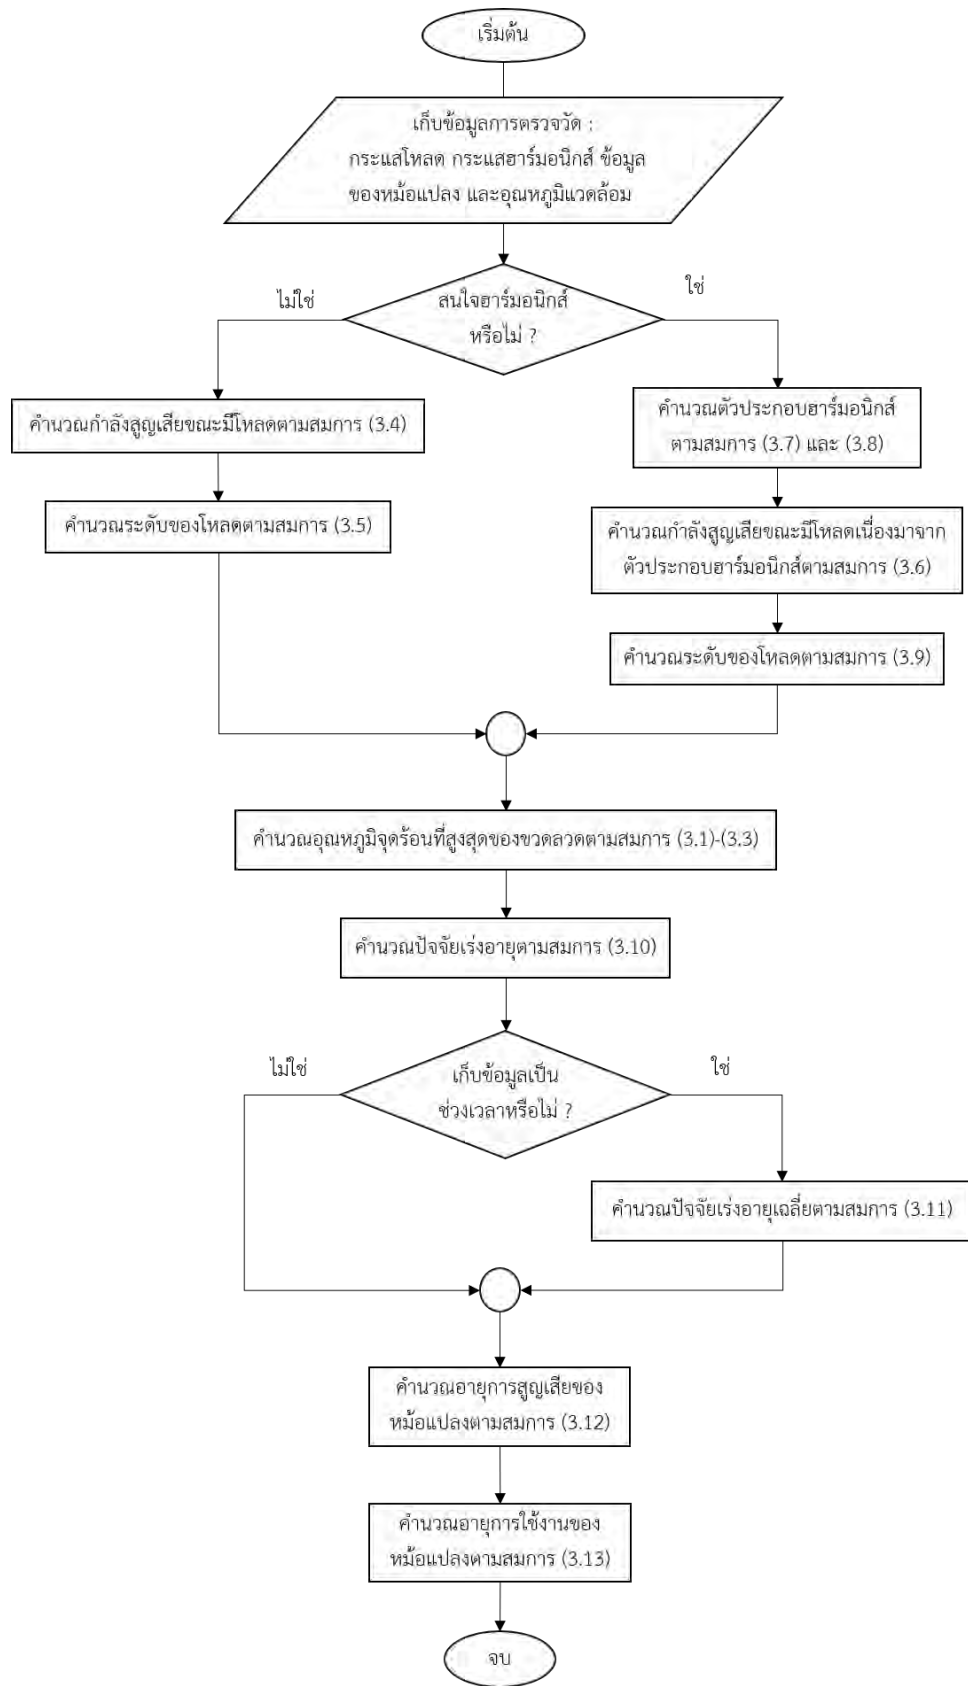 เริ่มต้น
เก็บข้อมูลการตรวจวัด :
กระแสโหลด กระแสฮาร์มอนิกส์ ข้อมูล
ของหม้อแปลง และอุณหภูมิแวดล้อม
สนใจฮาร์มอนิกส์
หรือไม่ ?
ไม่ใช่
ใช่
คำนวณกำลังสูญเสียขณะมีโหลดตามสมการ (3.4)
คำนวณระดับของโหลดตามสมการ (3.5)
คำนวณตัวประกอบฮาร์มอนิกส์
ตามสมการ (3.7) และ (3.8)
คำนวณกำลังสูญเสียขณะมีโหลดเนื่องมาจาก
ตัวประกอบฮาร์มอนิกส์ตามสมการ (3.6)
คำนวณระดับของโหลดตามสมการ (3.9)
คำนวณอุณหภูมิจุดร้อนที่สูงสุดของขวดลวดตามสมการ (3.1)-(3.3)
คำนวณปัจจัยเร่งอายุตามสมการ (3.10)
เก็บข้อมูลเป็น
ช่วงเวลาหรือไม่ ?
ไม่ใช่
ใช่
คำนวณปัจจัยเร่งอายุเฉลี่ยตามสมการ (3.11)
คำนวณอายุการสูญเสียของ
หม้อแปลงตามสมการ (3.12)
คำนวณอายุการใช้งานของ
หม้อแปลงตามสมการ (3.13)
จบ